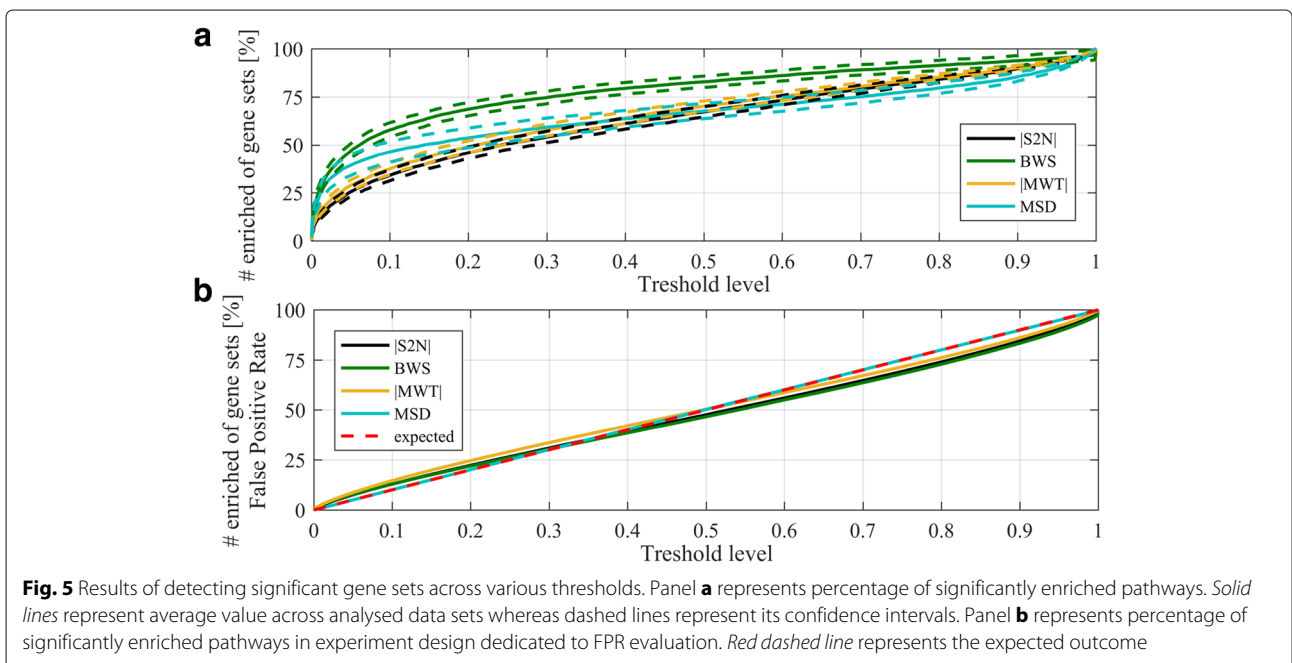 a
# enriched of gene sets [%]
100
75
50
25
0
|S2N|
BWS
|MWT|
MSD
0 0.1 0.2 0.3 0.4 0.5 0.6 0.7 0.8 0.9 1
Treshold level
b
# enriched of gene sets [%]
False Positive Rate
100
75
50
25
0
|S2N|
BWS
|MWT|
MSD
expected
0 0.1 0.2 0.3 0.4 0.5 0.6 0.7 0.8 0.9 1
Treshold level
Fig. 5 Results of detecting significant gene sets across various thresholds. Panel a represents percentage of significantly enriched pathways. Solid
lines represent average value across analysed data sets whereas dashed lines represent its confidence intervals. Panel b represents percentage of
significantly enriched pathways in experiment design dedicated to FPR evaluation. Red dashed line represents the expected outcome